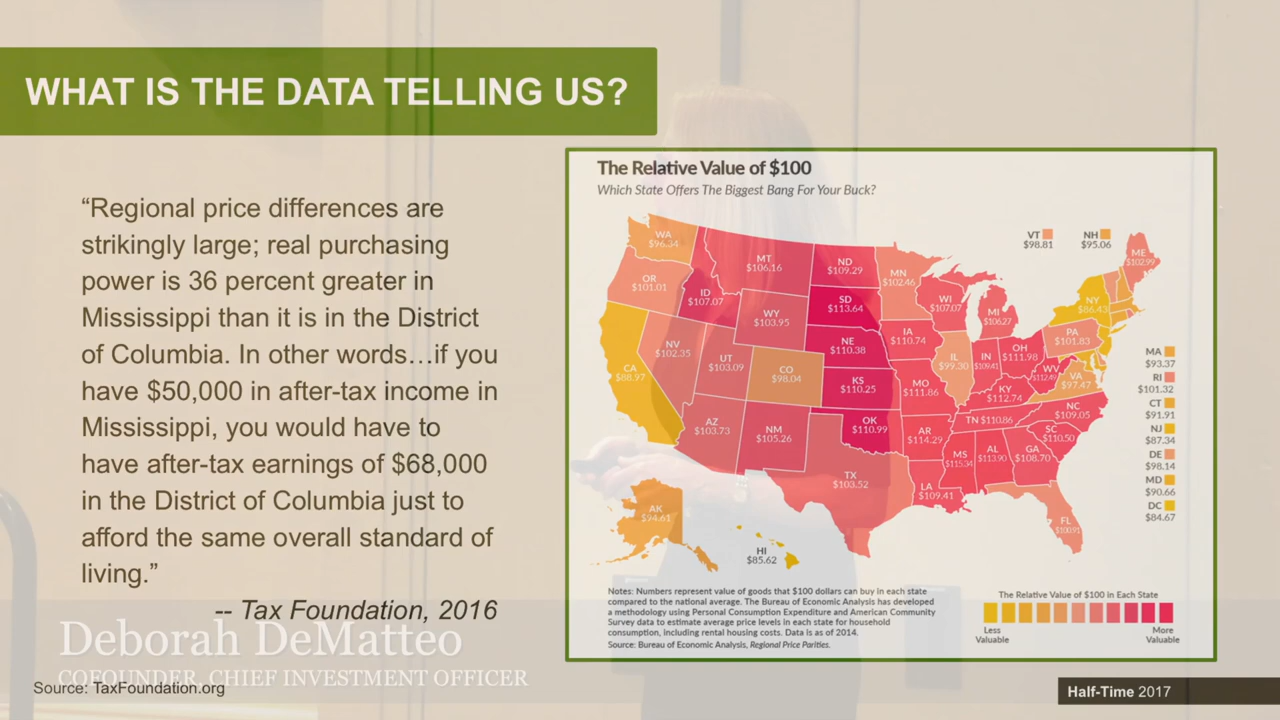 WHAT IS THE DATA TELLING US?
“Regional price differences are
strikingly large; real purchasing
power is 36 percent greater in
Mississippi than it is in the District
of Columbia. In other words…if you
have $50,000 in after-tax income in
Mississippi, you would have to
have after-tax earnings of $68,000
in the District of Columbia just to
afford the same overall standard of
living.”
-- Tax Foundation, 2016
Deborah DeMatteo
COFOUNDER, CHIEF INVESTMENT OFFICER
Source: TaxFoundation.org
The Relative Value of $100
Which State Offers The Biggest Bang For Your Buck?
WA
$96.34
OR
$101.01
CA
$88.97
ID
$107.07
NV
$102.35
MT
$106.16
WY
$103.95
UT
$103.09
CO
$98.04
AZ
$103.73
NM
$105.26
ND
$109.29
SD
$113.64
NE
$110.38
KS
$110.25
OK
$110.99
TX
$103.52
MN
$102.46
IA
$110.74
MO
$111.86
AR
$114.29
LA
$109.41
WI
$107.07
IL
$99.30
MI
$106.27
IN
$109.41
OH
$111.98
KY
$112.74
TN $110.86
MS
$115.34
AL
$113.90
GA
$108.70
FL
$100.91
SC
$110.50
NC
$109.05
WV
VA
$97.47
PA
$101.83
NY
$86.43
ME
$102.99
VT
$98.81
NH
$95.06
MA
$93.37
RI
$101.32
CT
$91.91
NJ
$87.34
DE
$98.14
MD
$90.66
DC
$84.67
AK
$94.61
HI
$85.62
Notes: Numbers represent value of goods that $100 dollars can buy in each state
compared to the national average. The Bureau of Economic Analysis has developed
a methodology using Personal Consumption Expenditure and American Community
Survey data to estimate average price levels in each state for household
consumption, including rental housing costs. Data is as of 2014.
Source: Bureau of Economic Analysis, Regional Price Parities.
The Relative Value of $100 in Each State
Less
Valuable
More
Valuable
Half-Time 2017